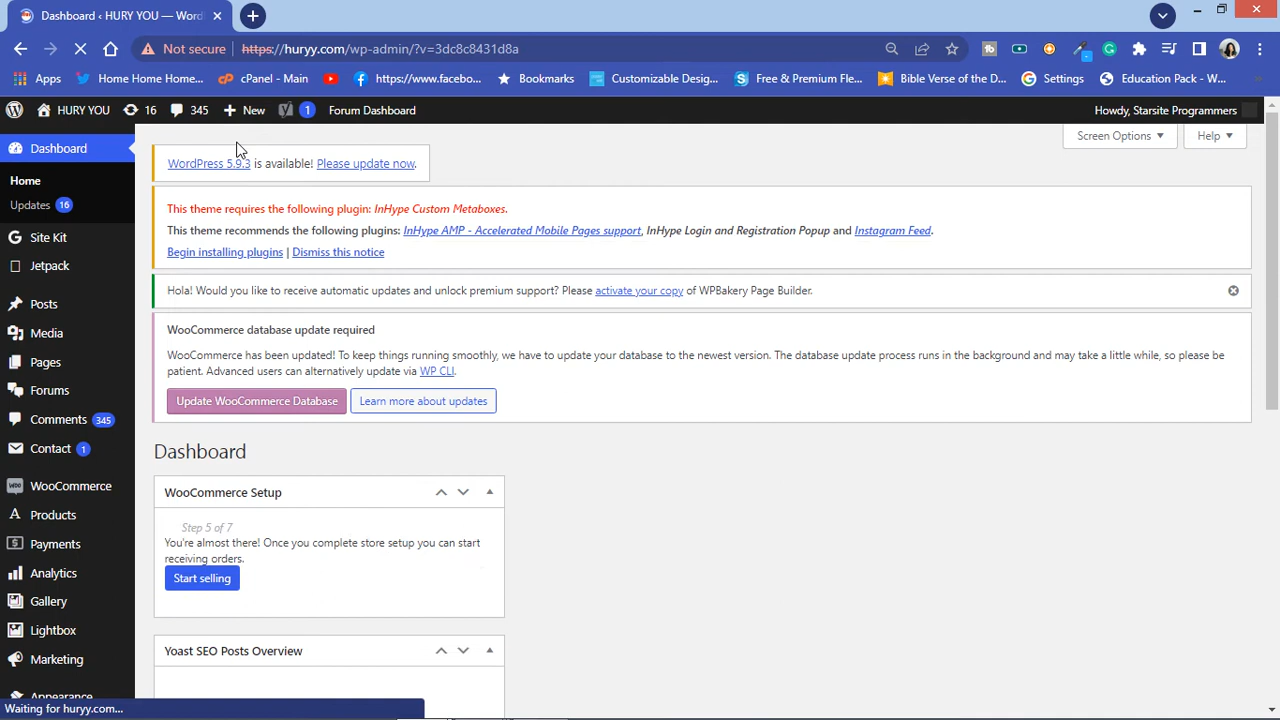 Dashboard ‹ HURY YOU — Word
Not secure https://huryy.com/wp-admin/?v=3dc8c8431d8a
Apps Home Home Home... cPanel - Main https://www.facebo... Bookmarks Customizable Desig... Free & Premium Fle... Bible Verse of the D... Settings Education Pack - W...
HURY YOU 16 345 New 1 Forum Dashboard Howdy, Starsite Programmers
Screen Options Help
Dashboard
Home
Updates 16
Site Kit
Jetpack
Posts
Media
Pages
Forums
Comments 345
Contact 1
WooCommerce
Products
Payments
Analytics
Gallery
Lightbox
Marketing
Appearance
WordPress 5.9.3 is available! Please update now.
This theme requires the following plugin: InHype Custom Metaboxes.
This theme recommends the following plugins: InHype AMP - Accelerated Mobile Pages support, InHype Login and Registration Popup and Instagram Feed.
Begin installing plugins | Dismiss this notice
Hola! Would you like to receive automatic updates and unlock premium support? Please activate your copy of WPBakery Page Builder.
WooCommerce database update required
WooCommerce has been updated! To keep things running smoothly, we have to update your database to the newest version. The database update process runs in the background and may take a little while, so please be
patient. Advanced users can alternatively update via WP CLI.
Update WooCommerce Database Learn more about updates
Dashboard
WooCommerce Setup
Step 5 of 7
You're almost there! Once you complete store setup you can start
receiving orders.
Start selling
Yoast SEO Posts Overview
Waiting for huryy.com...